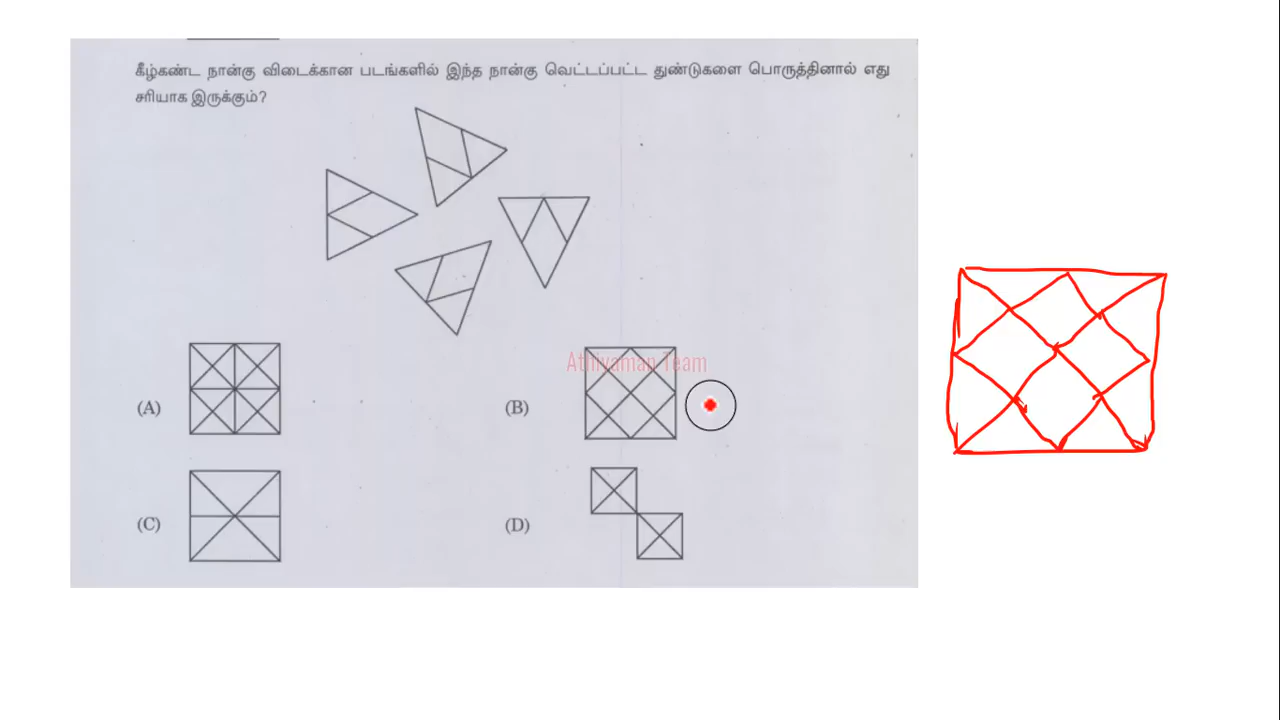 கீழ்கண்ட நான்கு விடைக்கான படங்களில் இந்த நான்கு வெட்டப்பட்ட துண்டுகளை பொருத்தினால் எது
சரியாக இருக்கும்?
Athiyaman Team
(A)
(B)
(C)
(D)